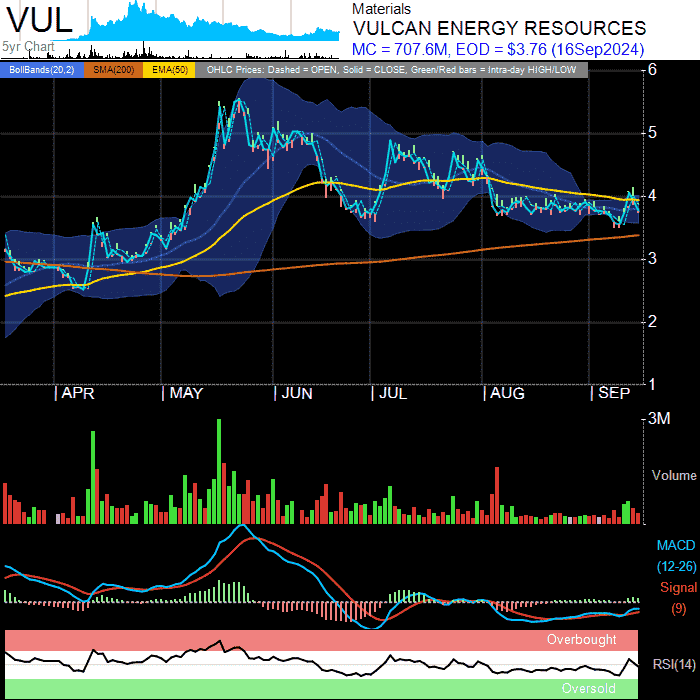 VUL
5yr Chart
Materials
VULCAN ENERGY RESOURCES
MC = 707.6M, EOD = $3.76 (16Sep2024)
BollBands(20,2) SMA(200) EMA(50) OHLC Prices: Dashed = OPEN, Solid = CLOSE, Green/Red bars = Intra-day HIGH/LOW
6
5
4
3
2
1
| APR | MAY | JUN | JUL | AUG | SEP
3M
Volume
MACD
(12-26)
Signal
(9)
Overbought
RSI(14)
Oversold